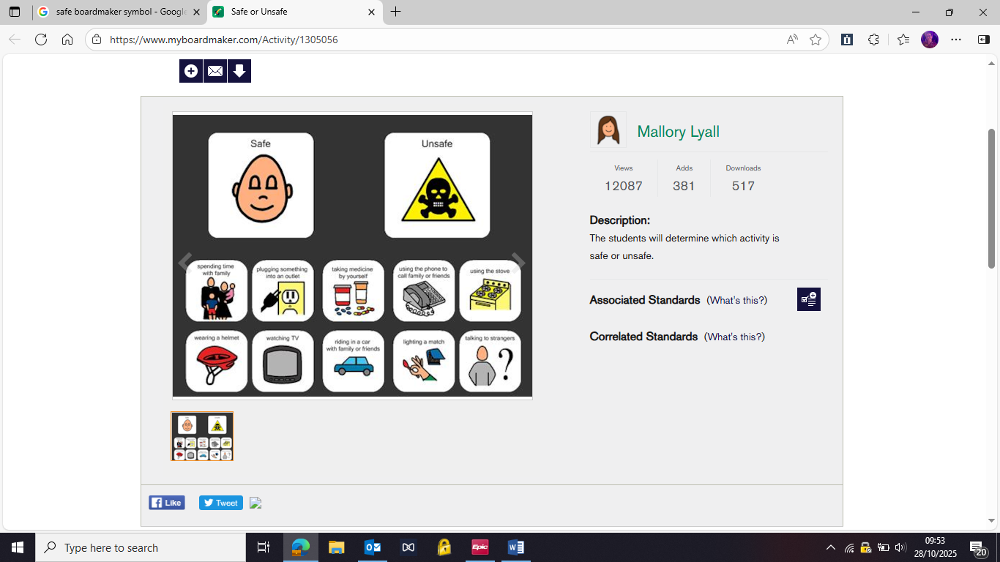 safe boardmaker symbol - Google
Safe or Unsafe
https://www.myboardmaker.com/Activity/1305056
Safe
Unsafe
spending time
with family
plugging something
into an outlet
taking medicine
by yourself
using the phone to
call family or friends
using the stove
wearing a helmet
watching TV
riding in a car
with family or friends
lighting a match
talking to strangers
Mallory Lyall
Views
Adds
Downloads
12087
381
517
Description:
The students will determine which activity is
safe or unsafe.
Associated Standards (What's this?)
Correlated Standards (What's this?)
Like
Tweet
Type here to search
Epic
09:53
28/10/2025
20